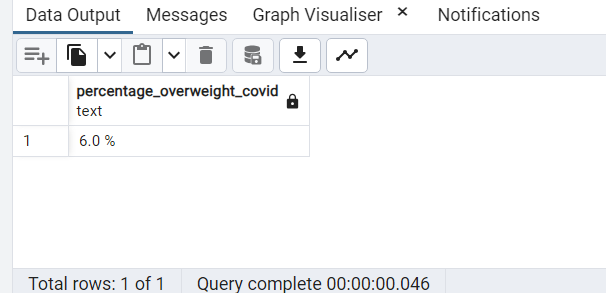 Data Output Messages Graph Visualiser × Notifications
percentage_overweight_covid
text
1 6.0 %
Total rows: 1 of 1 Query complete 00:00:00.046